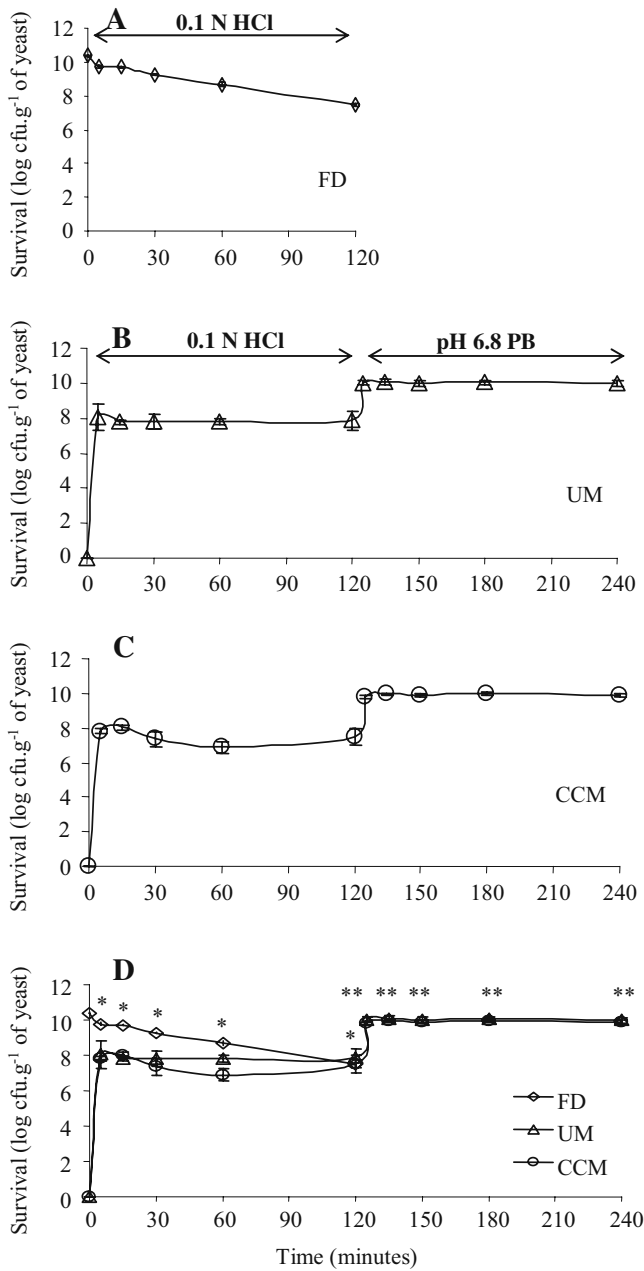 A
0.1 N HCl
Survival (log cfu.g-1 of yeast)
12
10
8
6
4
2
0
FD
0 30 60 90 120
B
0.1 N HCl
pH 6.8 PB
Survival (log cfu.g-1 of yeast)
12
10
8
6
4
2
0
UM
0 30 60 90 120 150 180 210 240
C
Survival (log cfu.g-1 of yeast)
12
10
8
6
4
2
0
CCM
0 30 60 90 120 150 180 210 240
D
Survival (log cfu.g-1 of yeast)
12
10
8
6
4
2
0
* * * * ** ** ** ** **
*
FD
UM
CCM
0 30 60 90 120 150 180 210 240
Time (minutes)